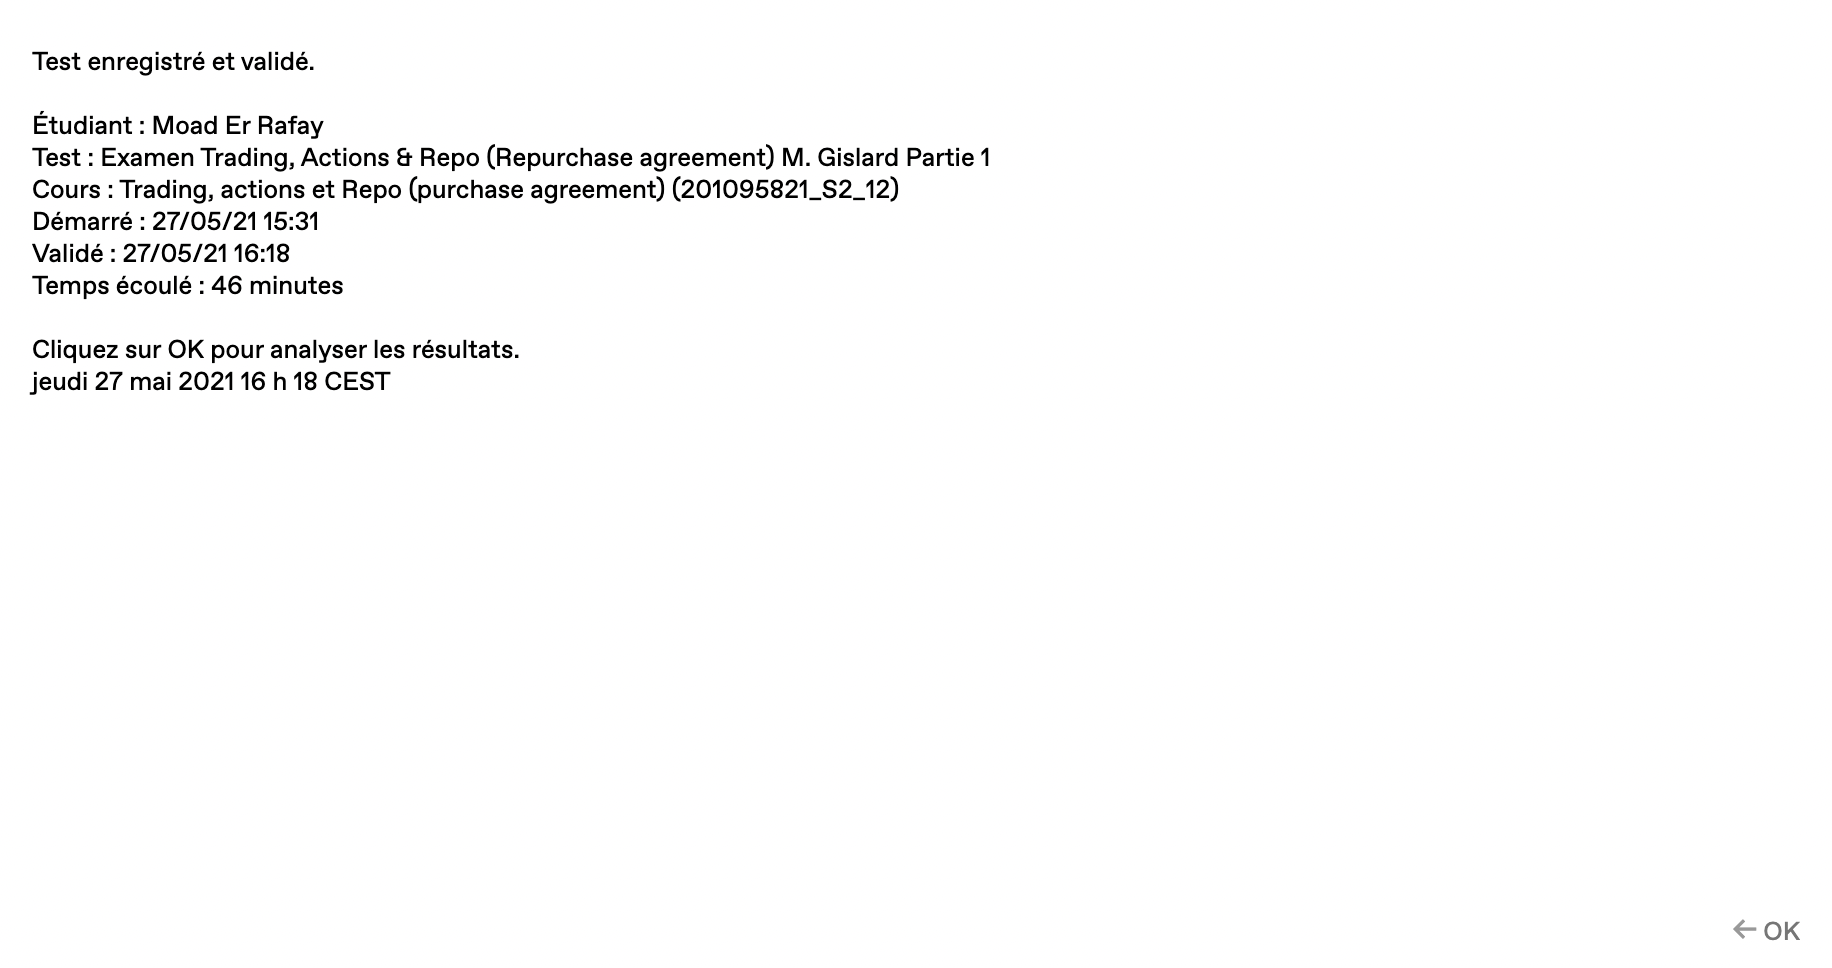 Test enregistré et validé.
Étudiant : Moad Er Rafay
Test : Examen Trading, Actions & Repo (Repurchase agreement) M. Gislard Partie 1
Cours : Trading, actions et Repo (purchase agreement) (201095821_S2_12)
Démarré : 27/05/21 15:31
Validé : 27/05/21 16:18
Temps écoulé : 46 minutes
Cliquez sur OK pour analyser les résultats.
jeudi 27 mai 2021 16 h 18 CEST
← OK